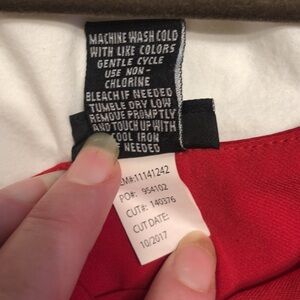 MACHINE WASH COLD
WITH LIKE COLORS
GENTLE CYCLE
USE NON-
CHLORINE
BLEACH IF NEEDED
TUMBLE DRY LOW
REMOVE PROMPTLY
AND TOUCH UP WITH
COOL IRON
IF NEEDED
EM#:11141242
PO#: 954102
CUT#: 140376
CUT DATE:
10/2017